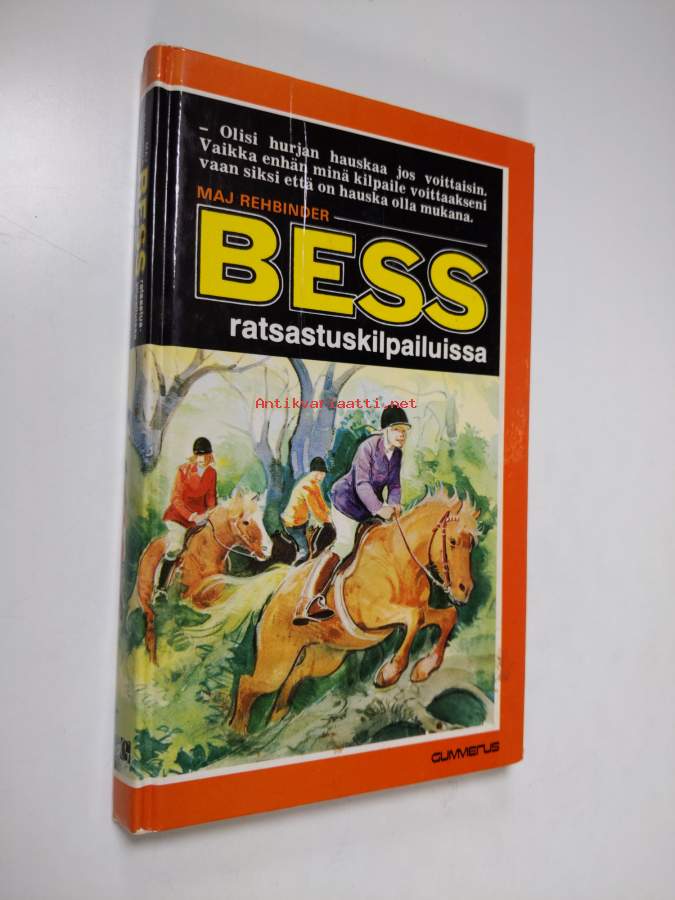 – Olisi hurjan hauskaa jos voittaisin.
Vaikka enhän minä kilpaile voittaakseni
vaan siksi että on hauska olla mukana.
MAJ REHBINDER
BESS
ratsastuskilpailuissa
Antikvariaatti.net
GUMMERUS
BESS